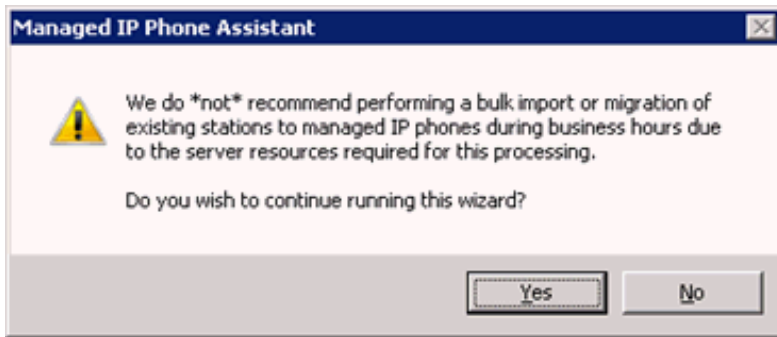 Managed IP Phone Assistant
We do *not* recommend performing a bulk import or migration of
existing stations to managed IP phones during business hours due
to the server resources required for this processing.
Do you wish to continue running this wizard?
Yes
No